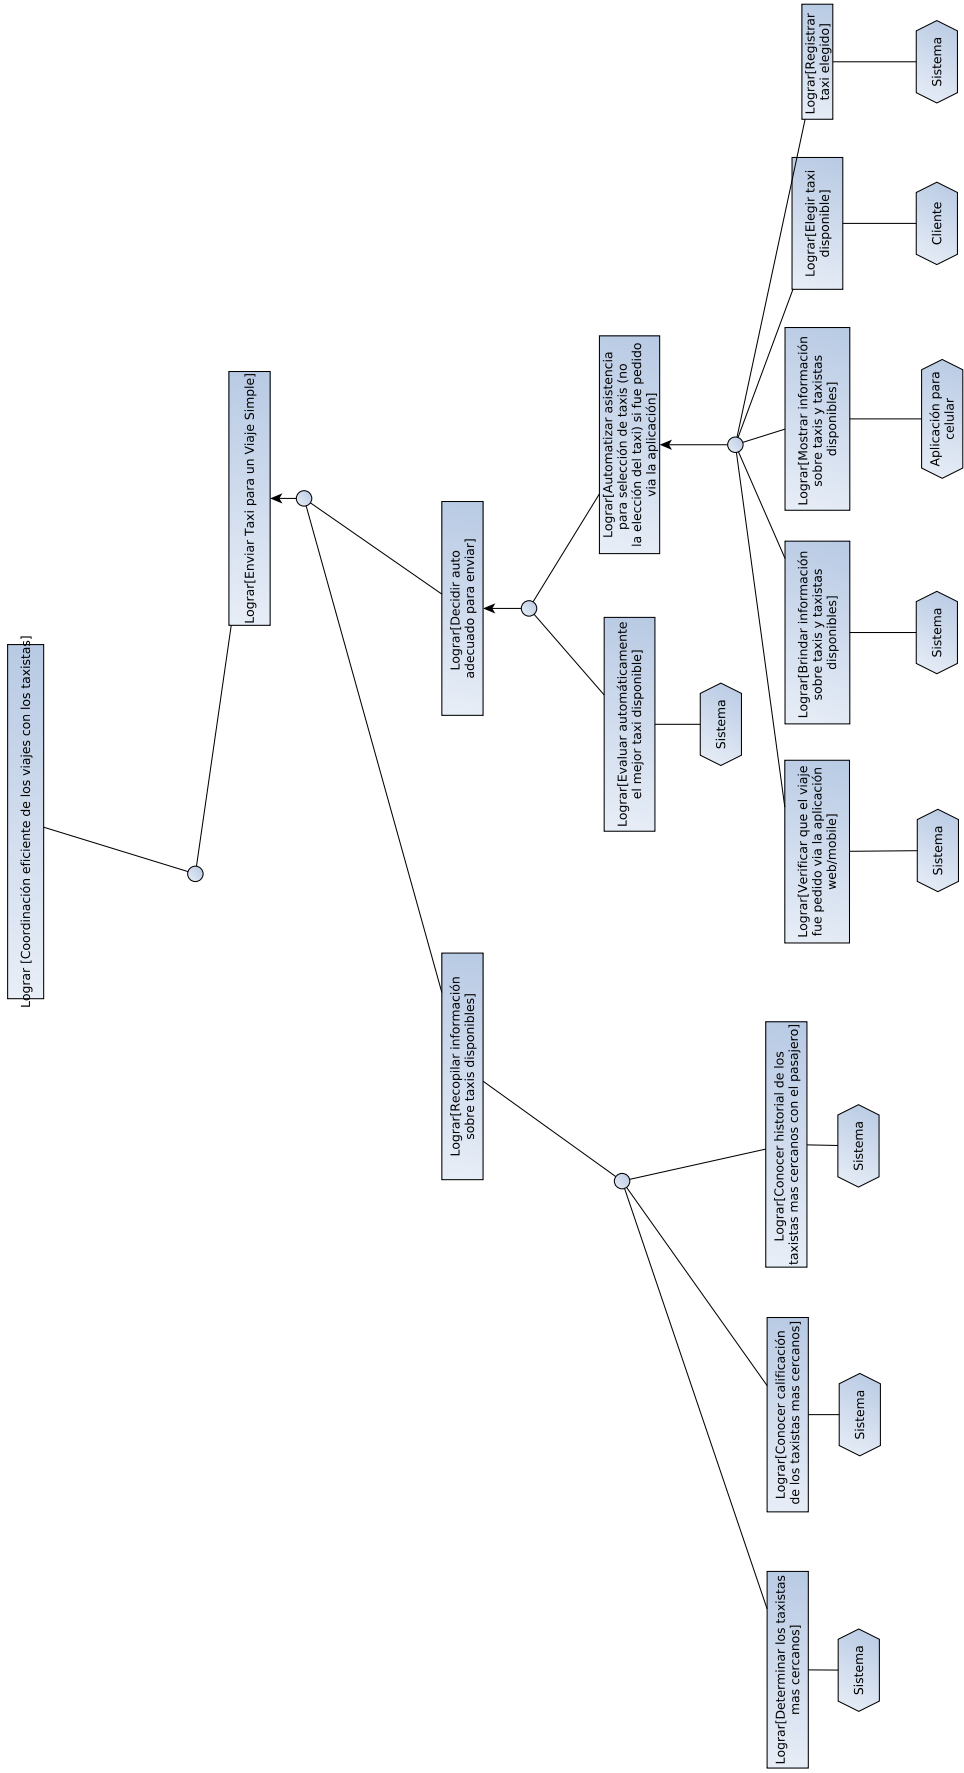 Lograr [Coordinación eficiente de los viajes con los taxistas]
Lograr[Enviar Taxi para un Viaje Simple]
Lograr[Recopilar información
sobre taxis disponibles]
Lograr[Decidir auto
adecuado para enviar]
Lograr[Evaluar automáticamente
el mejor taxi disponible]
Sistema
Lograr[Automatizar asistencia
para selección de taxis (no
la elección del taxi) si fue pedido
via la aplicación]
Lograr[Determinar los taxistas
mas cercanos]
Sistema
Lograr[Conocer calificación
de los taxistas mas cercanos]
Sistema
Lograr[Conocer historial de los
taxistas mas cercanos con el pasajero]
Sistema
Lograr[Verificar que el viaje
fue pedido via la aplicación
web/mobile]
Sistema
Lograr[Brindar información
sobre taxis y taxistas
disponibles]
Sistema
Lograr[Mostrar información
sobre taxis y taxistas
disponibles]
Aplicación para
celular
Lograr[Elegir taxi
disponible]
Cliente
Lograr[Registrar
taxi elegido]
Sistema